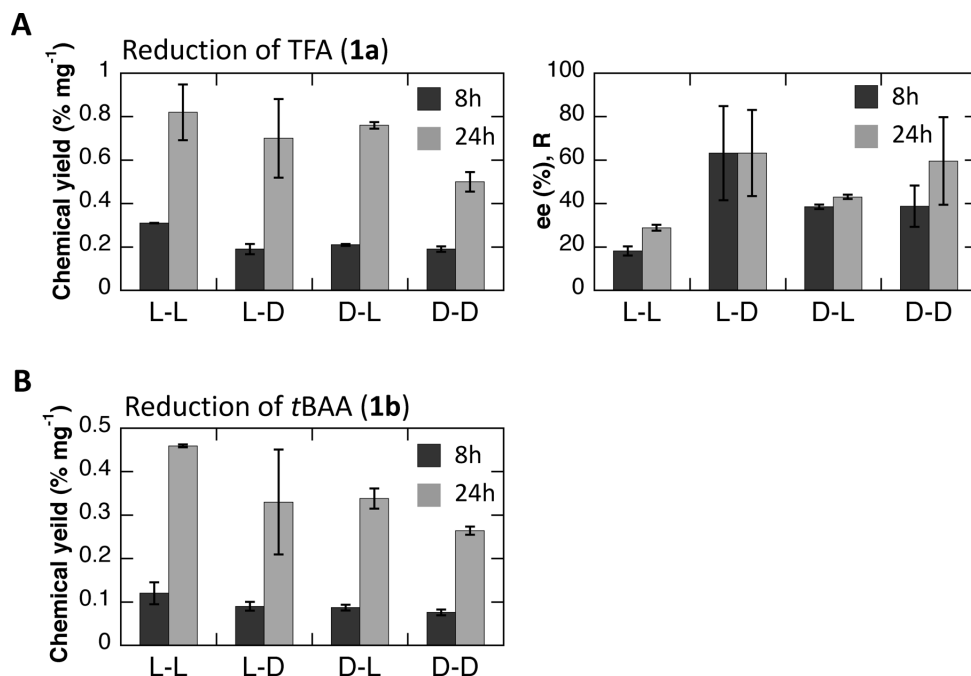 A
Reduction of TFA (1a)
Chemical yield (% mg⁻¹)
1
0.8
0.6
0.4
0.2
0
8h
24h
L-L L-D D-L D-D
ee (%), R
100
80
60
40
20
0
8h
24h
L-L L-D D-L D-D
B
Reduction of tBAA (1b)
Chemical yeild (% mg⁻¹)
0.5
0.4
0.3
0.2
0.1
0
8h
24h
L-L L-D D-L D-D